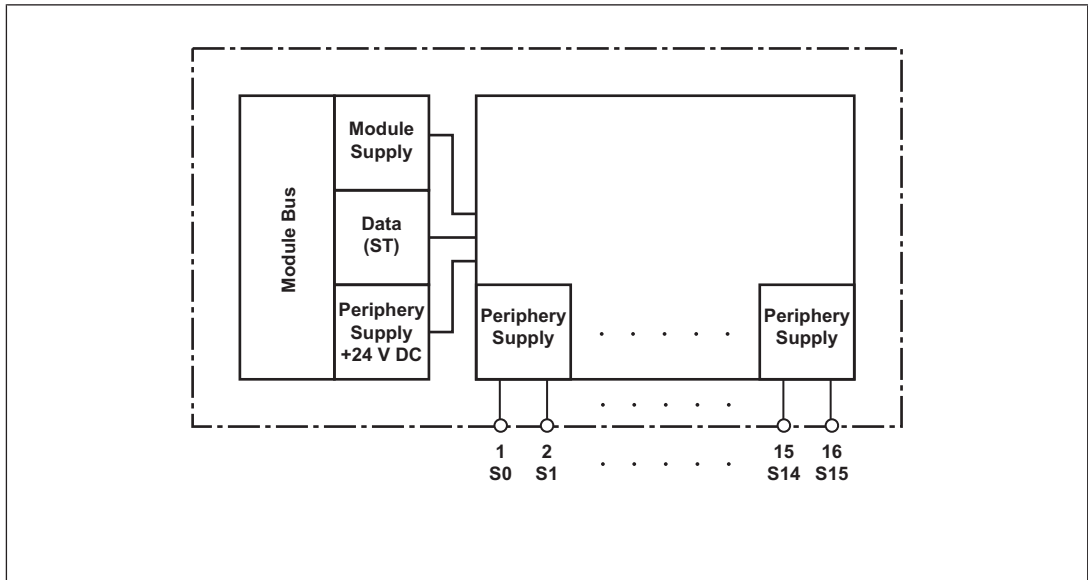 Module Bus
Module
Supply
Data
(ST)
Periphery
Supply
+24 V DC
Periphery
Supply
Periphery
Supply
1 2 15 16
S0 S1 S14 S15